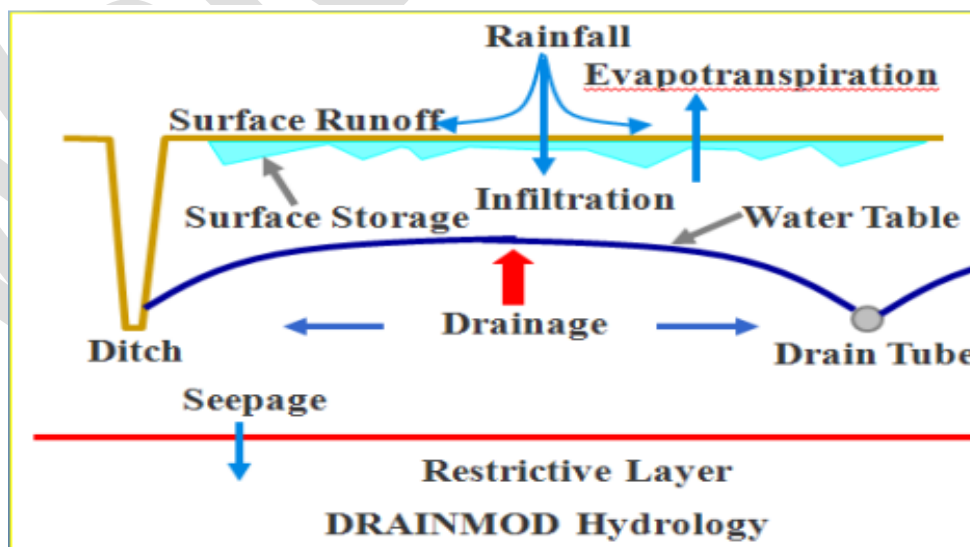 Rainfall
Evapotranspiration
Surface Runoff
Infiltration
Surface Storage
Water Table
Drainage
Ditch
Drain Tube
Seepage
Restrictive Layer
DRAINMOD Hydrology